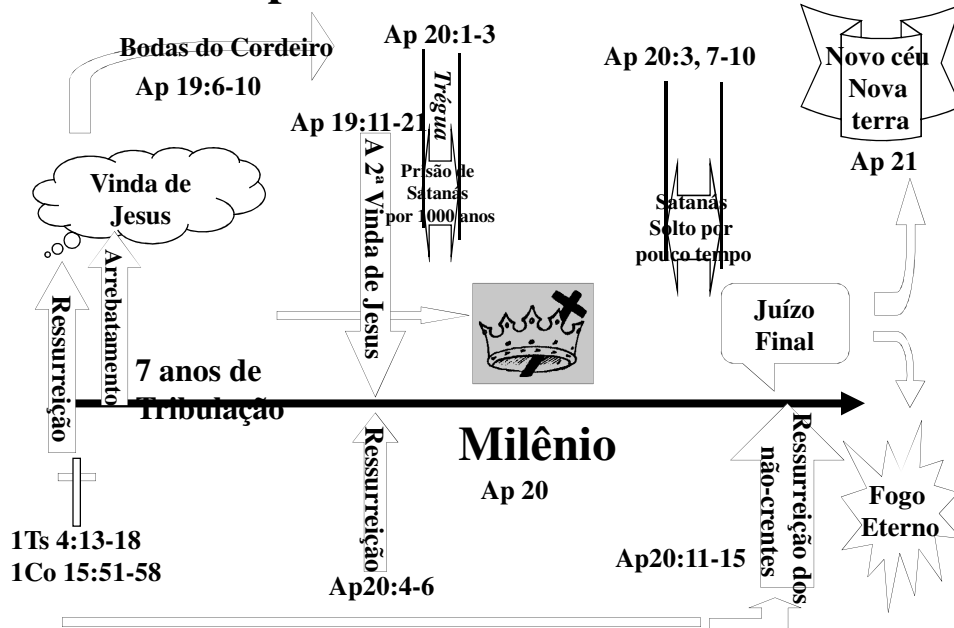 Bodas do Cordeiro
Ap 19:6-10
Ap 20:1-3
Trégua
Prisão de
Satanás
por 1000 anos
Ap 20:3, 7-10
Satanás
Solto por
pouco tempo
Novo céu
Nova
terra
Ap 21
Ap 19:11-21
A 2ª Vinda de Jesus
Vinda de
Jesus
Ressurreição
Arrebatamento
7 anos de
Tribulação
Juízo
Final
Milênio
Ap 20
Ressurreição
Ap20:4-6
Ap20:11-15
Ressurreição dos
não-crentes
Fogo
Eterno
1Ts 4:13-18
1Co 15:51-58